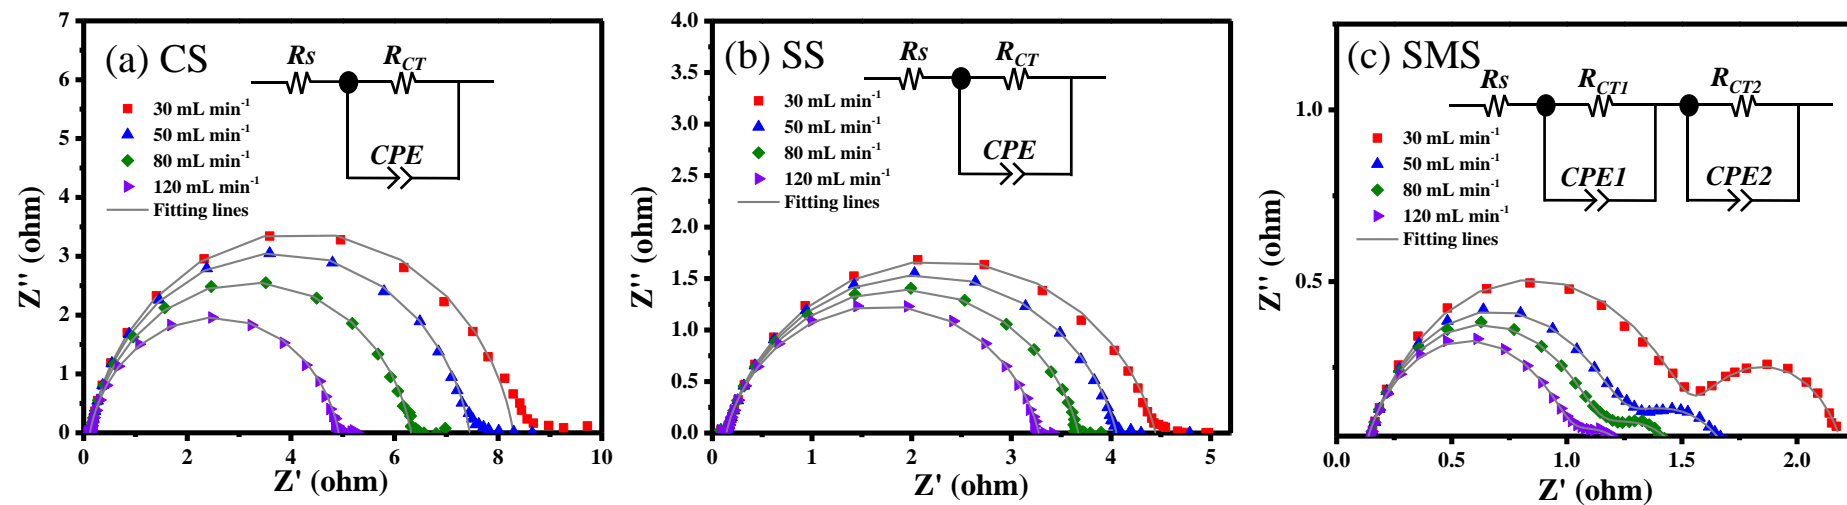 (a) CS
Rs
R_CT
CPE
30 mL min⁻¹
50 mL min⁻¹
80 mL min⁻¹
120 mL min⁻¹
Fitting lines
Z'' (ohm)
7
6
5
4
3
2
1
0
0 2 4 6 8 10
Z' (ohm)
(b) SS
Rs
R_CT
CPE
30 mL min⁻¹
50 mL min⁻¹
80 mL min⁻¹
120 mL min⁻¹
Fitting lines
Z'' (ohm)
4.0
3.5
3.0
2.5
2.0
1.5
1.0
0.5
0.0
0 1 2 3 4 5
Z' (ohm)
(c) SMS
Rs
R_CT1
R_CT2
CPE1
CPE2
30 mL min⁻¹
50 mL min⁻¹
80 mL min⁻¹
120 mL min⁻¹
Fitting lines
Z'' (ohm)
1.0
0.5
0.0 0.5 1.0 1.5 2.0
Z' (ohm)